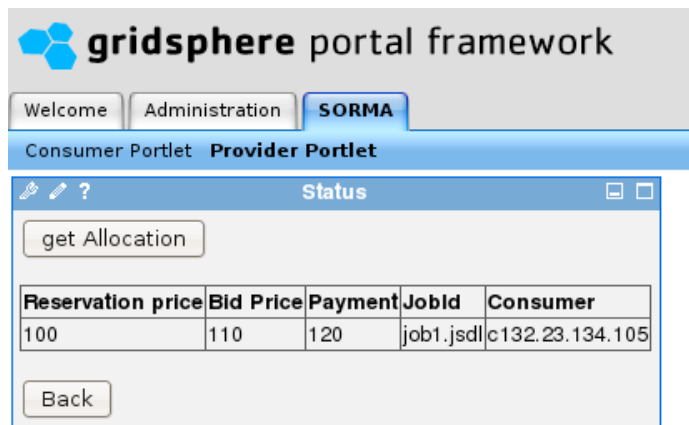 gridsphere portal framework
Welcome Administration SORMA
Consumer Portlet Provider Portlet
? Status
get Allocation
Reservation price Bid Price Payment JobId Consumer
100 110 120 job1.jsdl c132.23.134.105
Back